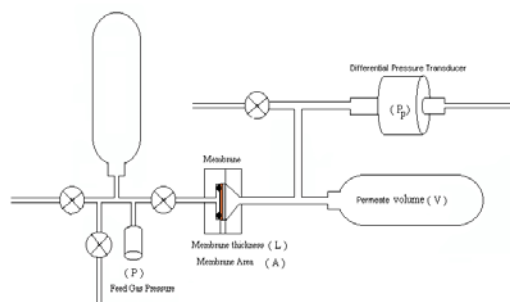 Differential Pressure Transducer
(Pp)
Membrane
Permeate volume (V)
Membrane thickness (L)
Membrane Area (A)
(P)
Feed Gas Pressure